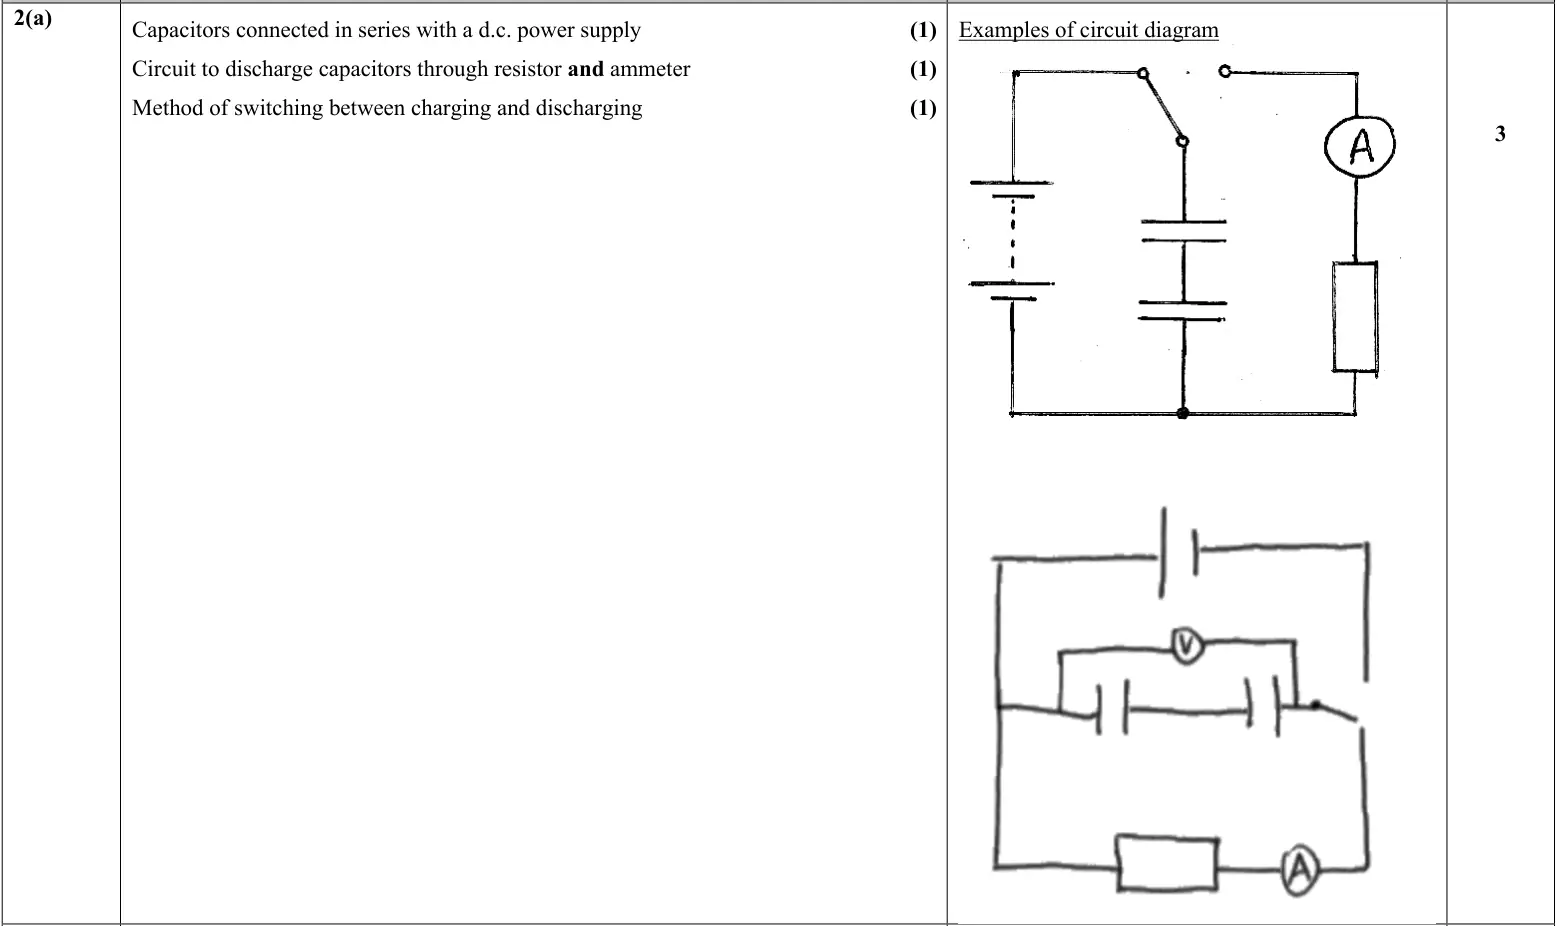 2(a)
Capacitors connected in series with a d.c. power supply (1)
Circuit to discharge capacitors through resistor and ammeter (1)
Method of switching between charging and discharging (1)
Examples of circuit diagram
A
V
A
3